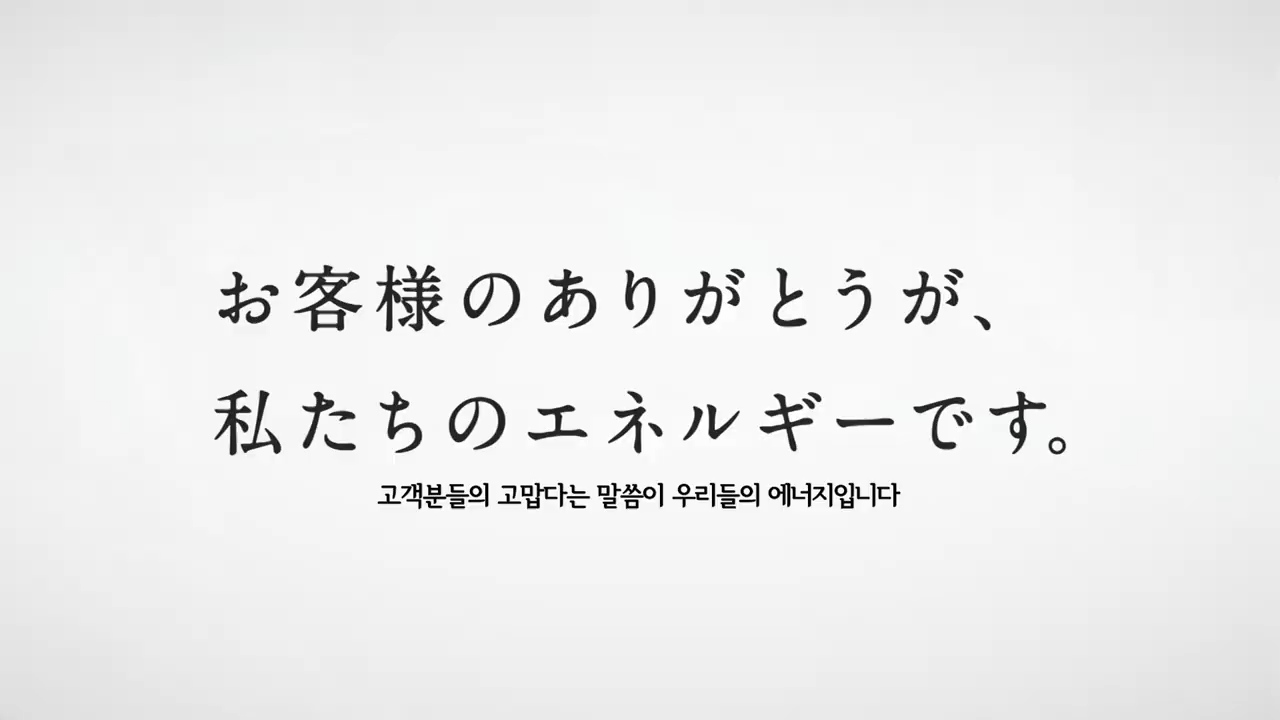 お客様のありがとうが、
私たちのエネルギーです。
고객분들의 고맙다는 말씀이 우리들의 에너지입니다